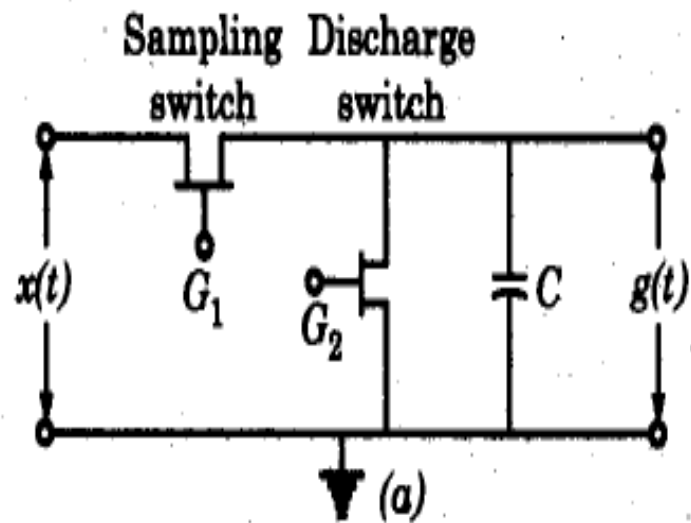 Sampling Discharge
switch switch
x(t) G₁ G₂ C g(t)
(a)